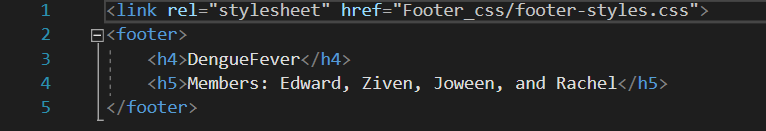 1 <link rel="stylesheet" href="Footer_css/footer-styles.css">
2 <footer>
3 <h4>DengueFever</h4>
4 <h5>Members: Edward, Ziven, Joween, and Rachel</h5>
5 </footer>